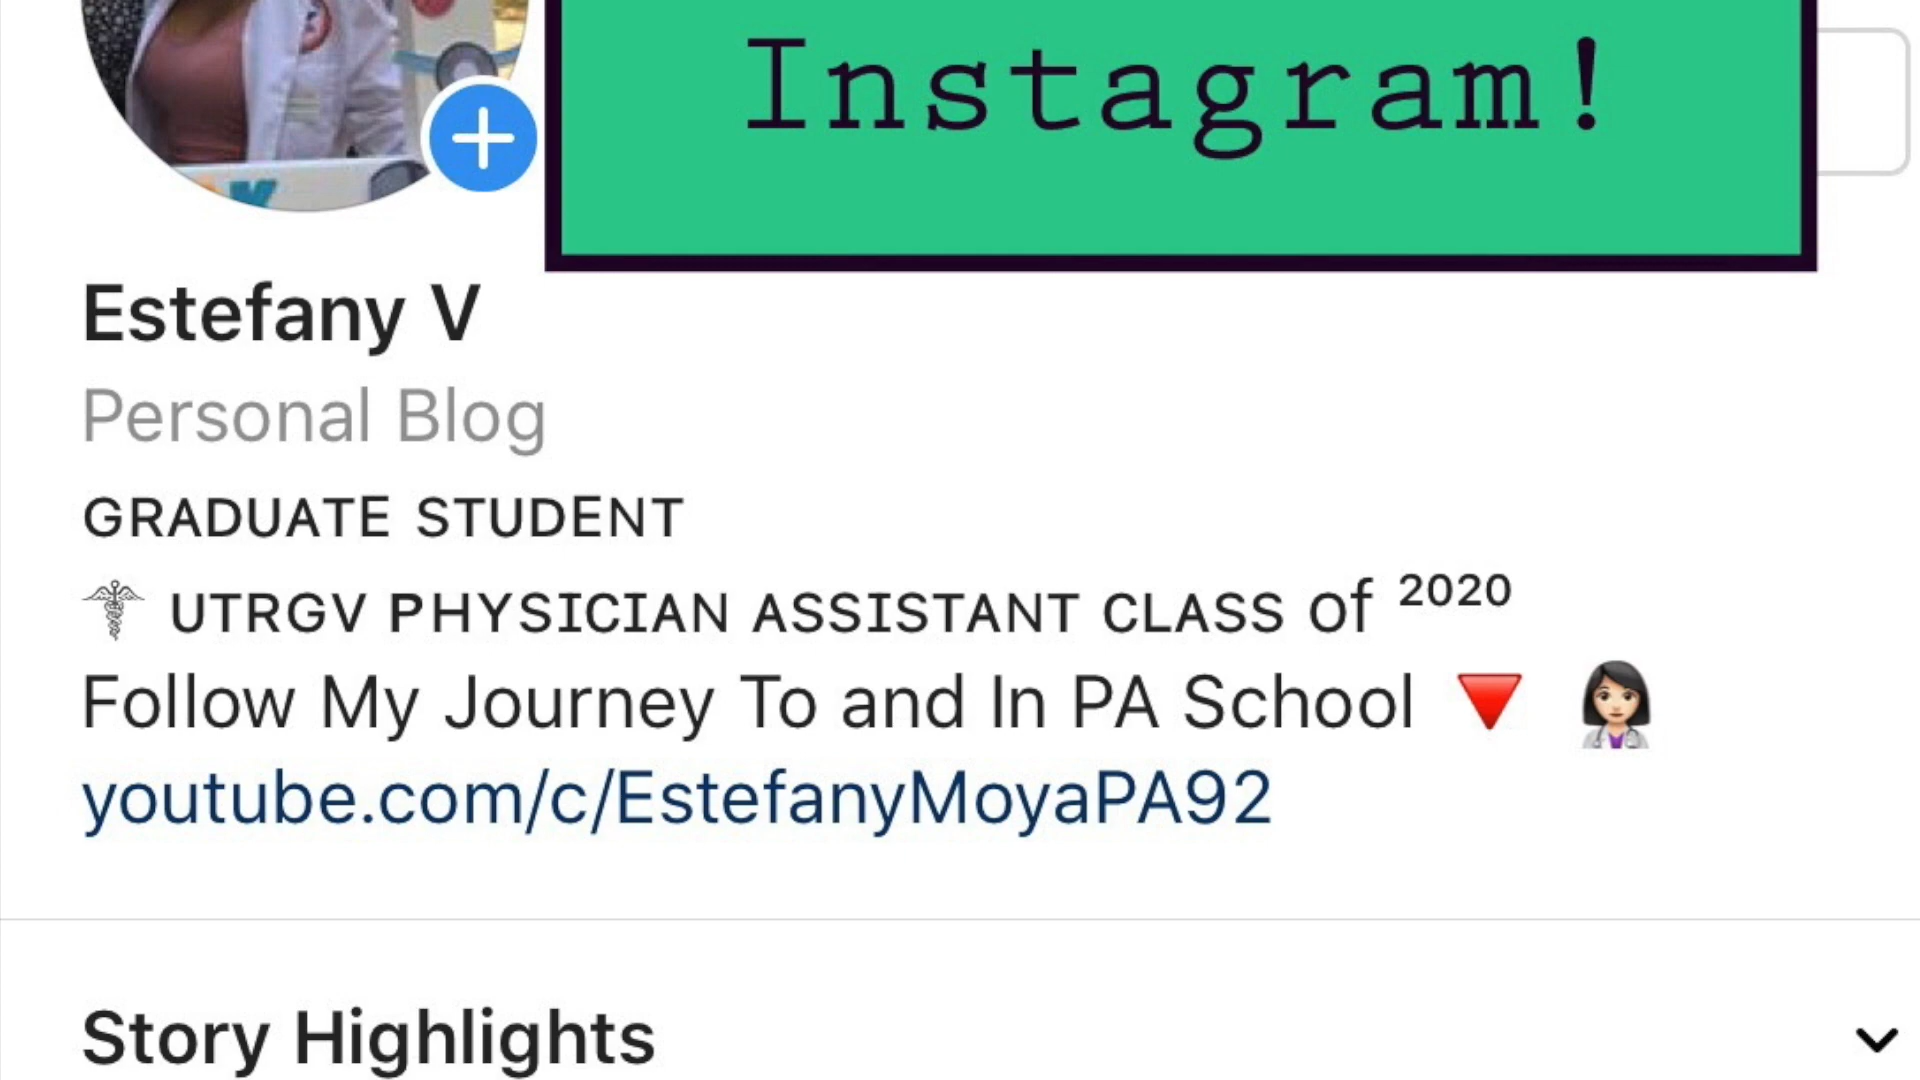 Instagram!
Estefany V
Personal Blog
GRADUATE STUDENT
⚕ UTRGV PHYSICIAN ASSISTANT CLASS of ²⁰²⁰
Follow My Journey To and In PA School 🔻 👩🏻‍⚕️
youtube.com/c/EstefanyMoyaPA92
Story Highlights